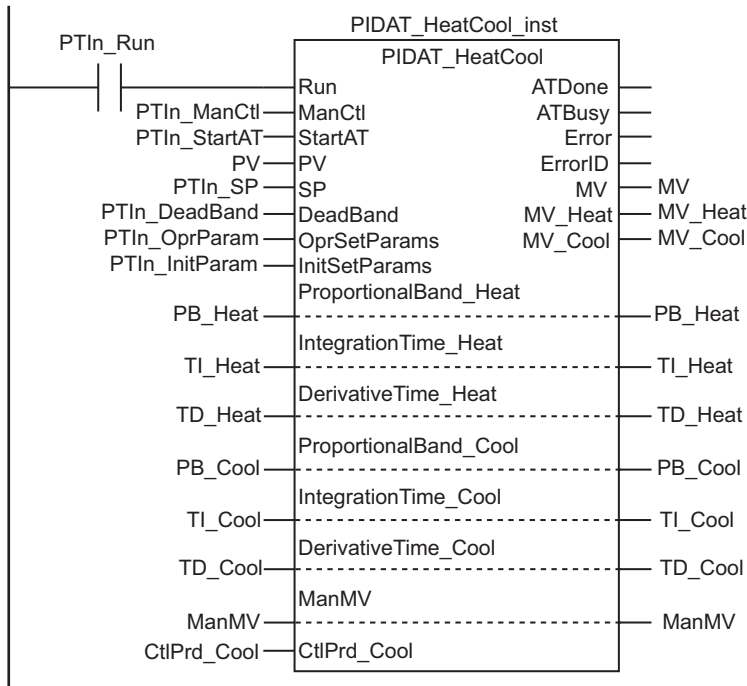 PIDAT_HeatCool_inst
PTIn_Run
PIDAT_HeatCool
Run ATDone
PTIn_ManCtl ManCtl ATBusy
PTIn_StartAT StartAT Error
PV PV ErrorID
PTIn_SP SP MV MV
PTIn_DeadBand DeadBand MV_Heat MV_Heat
PTIn_OprParam OprSetParams MV_Cool MV_Cool
PTIn_InitParam InitSetParams
ProportionalBand_Heat
PB_Heat PB_Heat
IntegrationTime_Heat
TI_Heat TI_Heat
DerivativeTime_Heat
TD_Heat TD_Heat
ProportionalBand_Cool
PB_Cool PB_Cool
IntegrationTime_Cool
TI_Cool TI_Cool
DerivativeTime_Cool
TD_Cool TD_Cool
ManMV
ManMV ManMV
CtlPrd_Cool CtlPrd_Cool